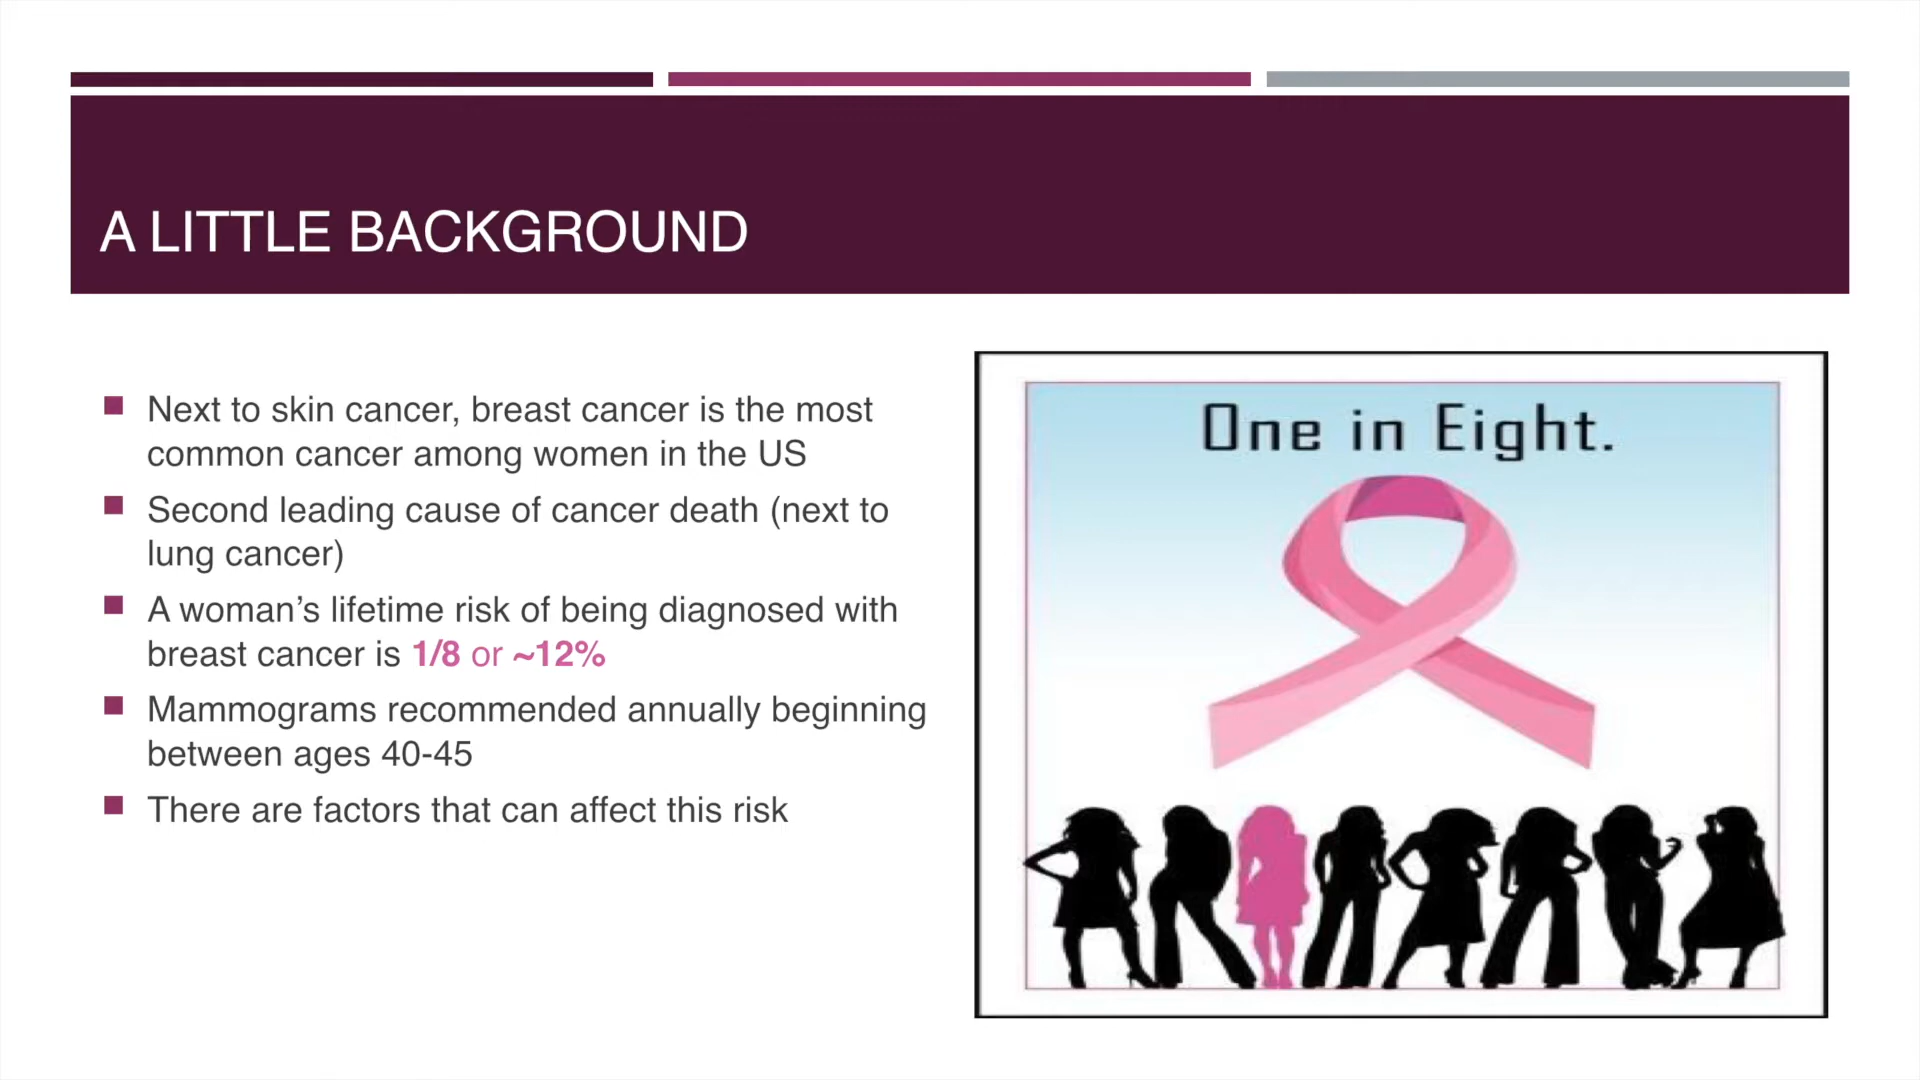 A LITTLE BACKGROUND
Next to skin cancer, breast cancer is the most
common cancer among women in the US
Second leading cause of cancer death (next to
lung cancer)
A woman’s lifetime risk of being diagnosed with
breast cancer is 1/8 or ~12%
Mammograms recommended annually beginning
between ages 40-45
There are factors that can affect this risk
One in Eight.